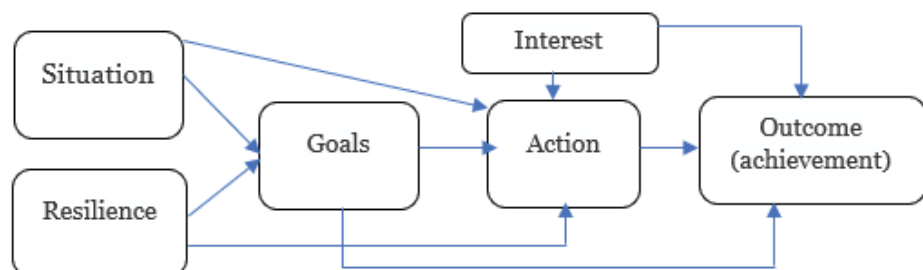 Situation
Interest
Goals
Action
Outcome
(achievement)
Resilience